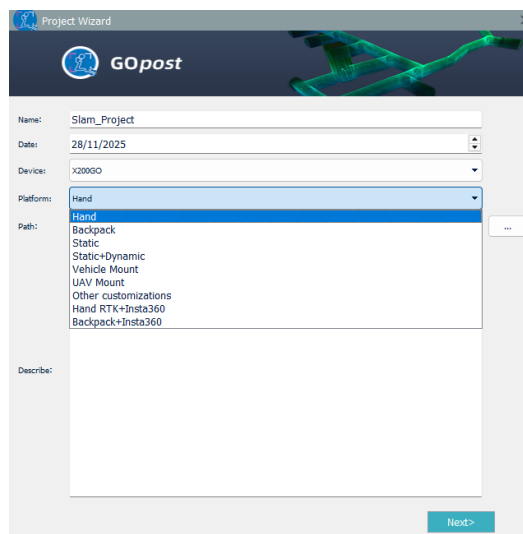 Project Wizard
GOpost
Name: Slam_Project
Date: 28/11/2025
Device: X200GO
Platform: Hand
Hand
Path: ...
Backpack
Static
Static+Dynamic
Vehicle Mount
UAV Mount
Other customizations
Hand RTK+Insta360
Backpack+Insta360
Describe:
Next>